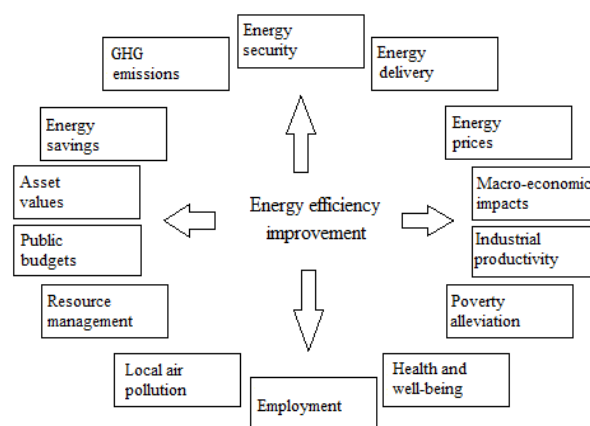 Energy
security
GHG
emissions
Energy
delivery
Energy
savings
Energy
prices
Asset
values
Macro-economic
impacts
Energy efficiency
improvement
Public
budgets
Industrial
productivity
Resource
management
Poverty
alleviation
Local air
pollution
Health and
well-being
Employment